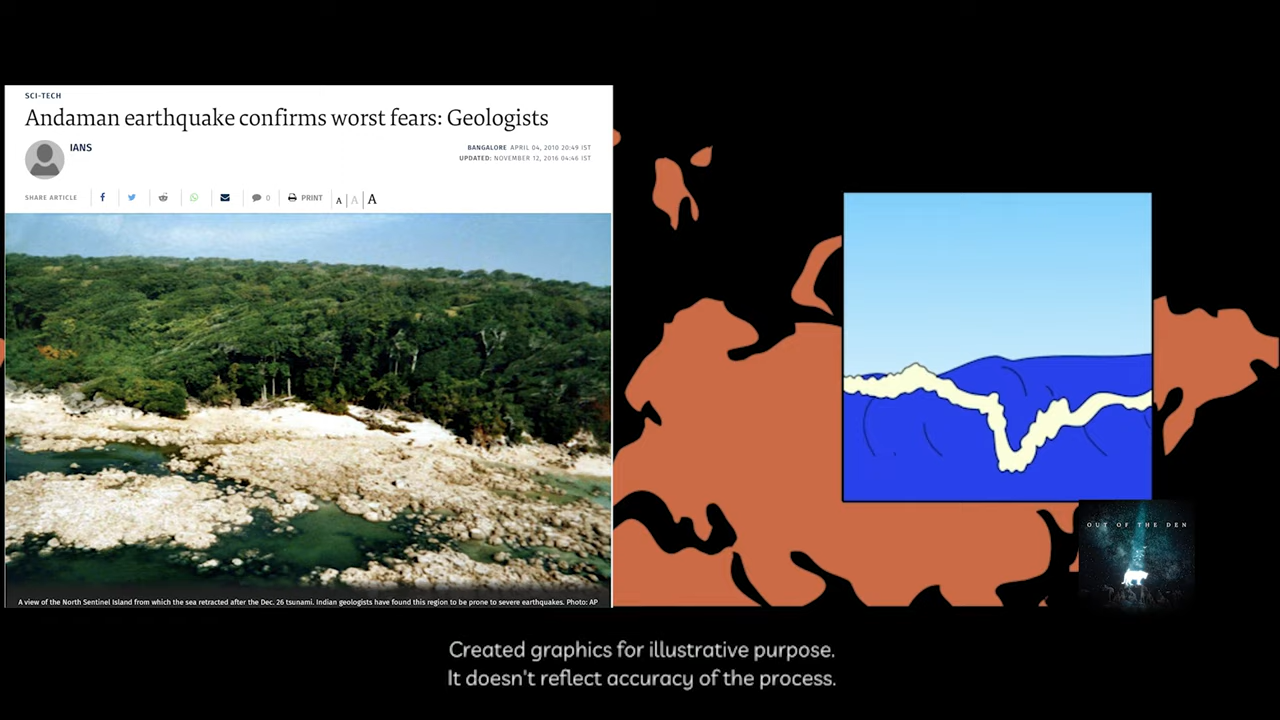 SCI-TECH
Andaman earthquake confirms worst fears: Geologists
IANS
BANGALORE APRIL 04, 2010 20:49 IST
UPDATED: NOVEMBER 12, 2016 04:46 IST
SHARE ARTICLE 0 PRINT A A A
A view of the North Sentinel Island from which the sea retracted after the Dec. 26 tsunami. Indian geologists have found this region to be prone to severe earthquakes. Photo: AP
OUT OF THE DEN
Created graphics for illustrative purpose.
It doesn't reflect accuracy of the process.